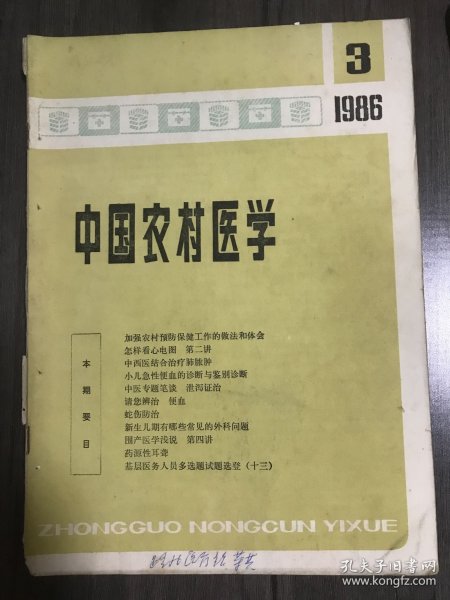 3
1986
中国农村医学
本期要目
加强农村预防保健工作的做法和体会
怎样看心电图 第二讲
中西医结合治疗肺脓肿
小儿急性便血的诊断与鉴别诊断
中医专题笔谈 泄泻证治
请您辨治 便血
蛇伤防治
新生儿期有哪些常见的外科问题
围产医学浅说 第四讲
药源性耳聋
基层医务人员多选题试题选登（十三）
ZHONGGUO NONGCUN YIXUE
孔夫子旧书网